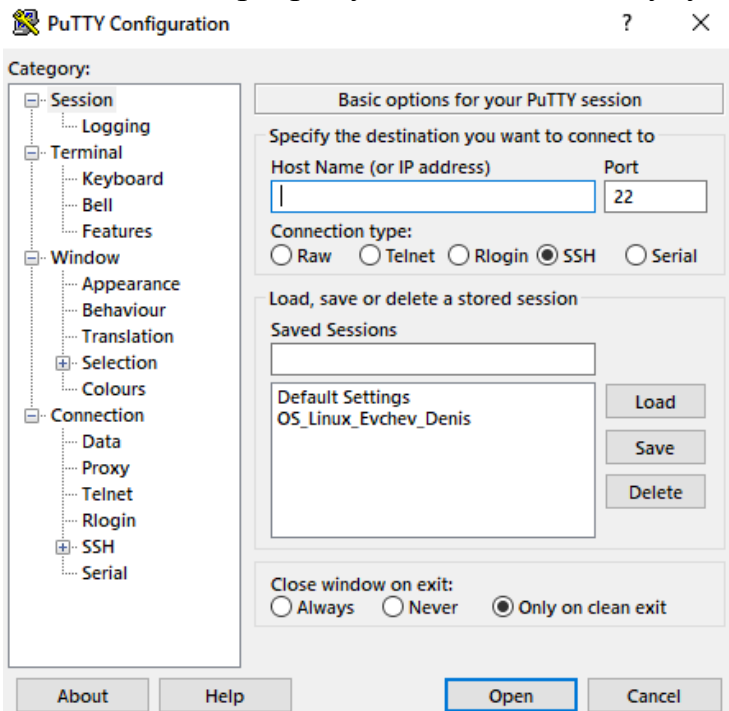 PuTTY Configuration
?
Category:
Session
Logging
Terminal
Keyboard
Bell
Features
Window
Appearance
Behaviour
Translation
Selection
Colours
Connection
Data
Proxy
Telnet
Rlogin
SSH
Serial
Basic options for your PuTTY session
Specify the destination you want to connect to
Host Name (or IP address) Port
22
Connection type:
Raw Telnet Rlogin SSH Serial
Load, save or delete a stored session
Saved Sessions
Default Settings
OS_Linux_Evchev_Denis
Load
Save
Delete
Close window on exit:
Always Never Only on clean exit
About Help Open Cancel